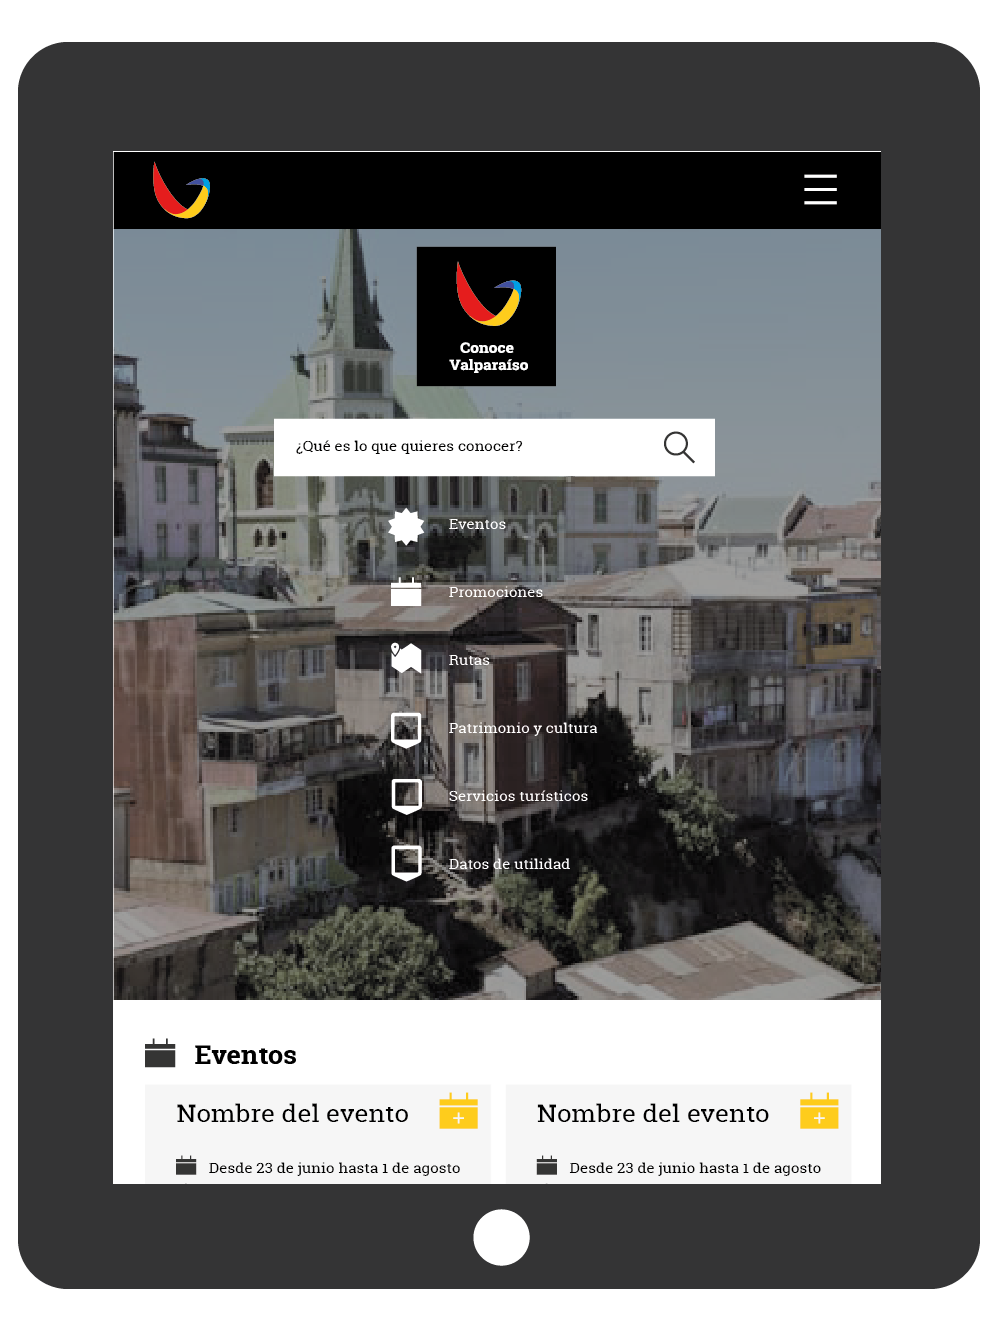 Conoce
Valparaíso
¿Qué es lo que quieres conocer?
Eventos
Promociones
Rutas
Patrimonio y cultura
Servicios turísticos
Datos de utilidad
Eventos
Nombre del evento
Nombre del evento
Desde 23 de junio hasta 1 de agosto
Desde 23 de junio hasta 1 de agosto